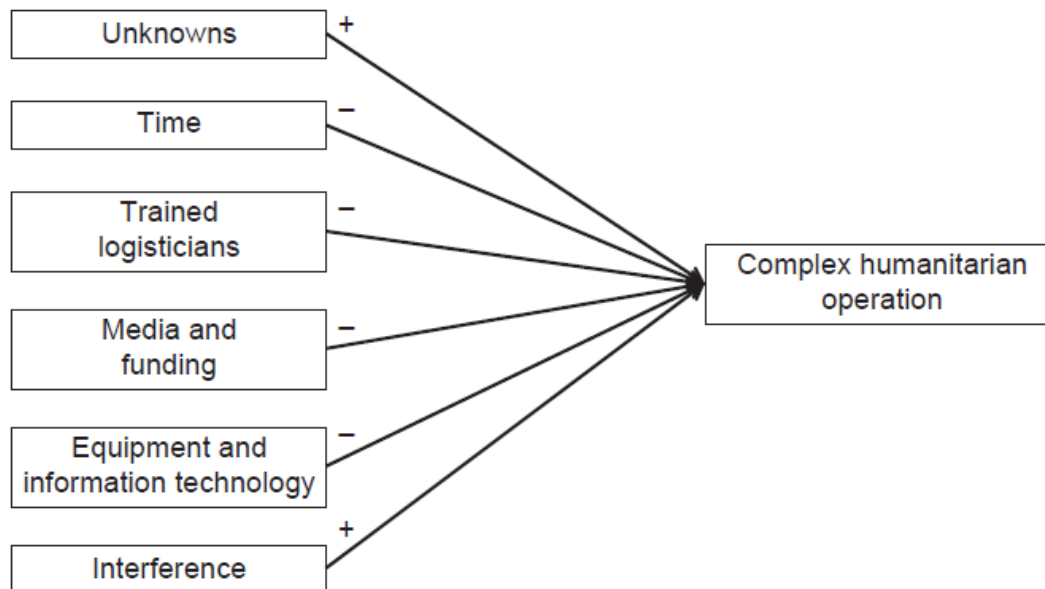 Unknowns
+
Time
–
Trained
logisticians
–
Media and
funding
–
Equipment and
information technology
–
Interference
+
Complex humanitarian
operation